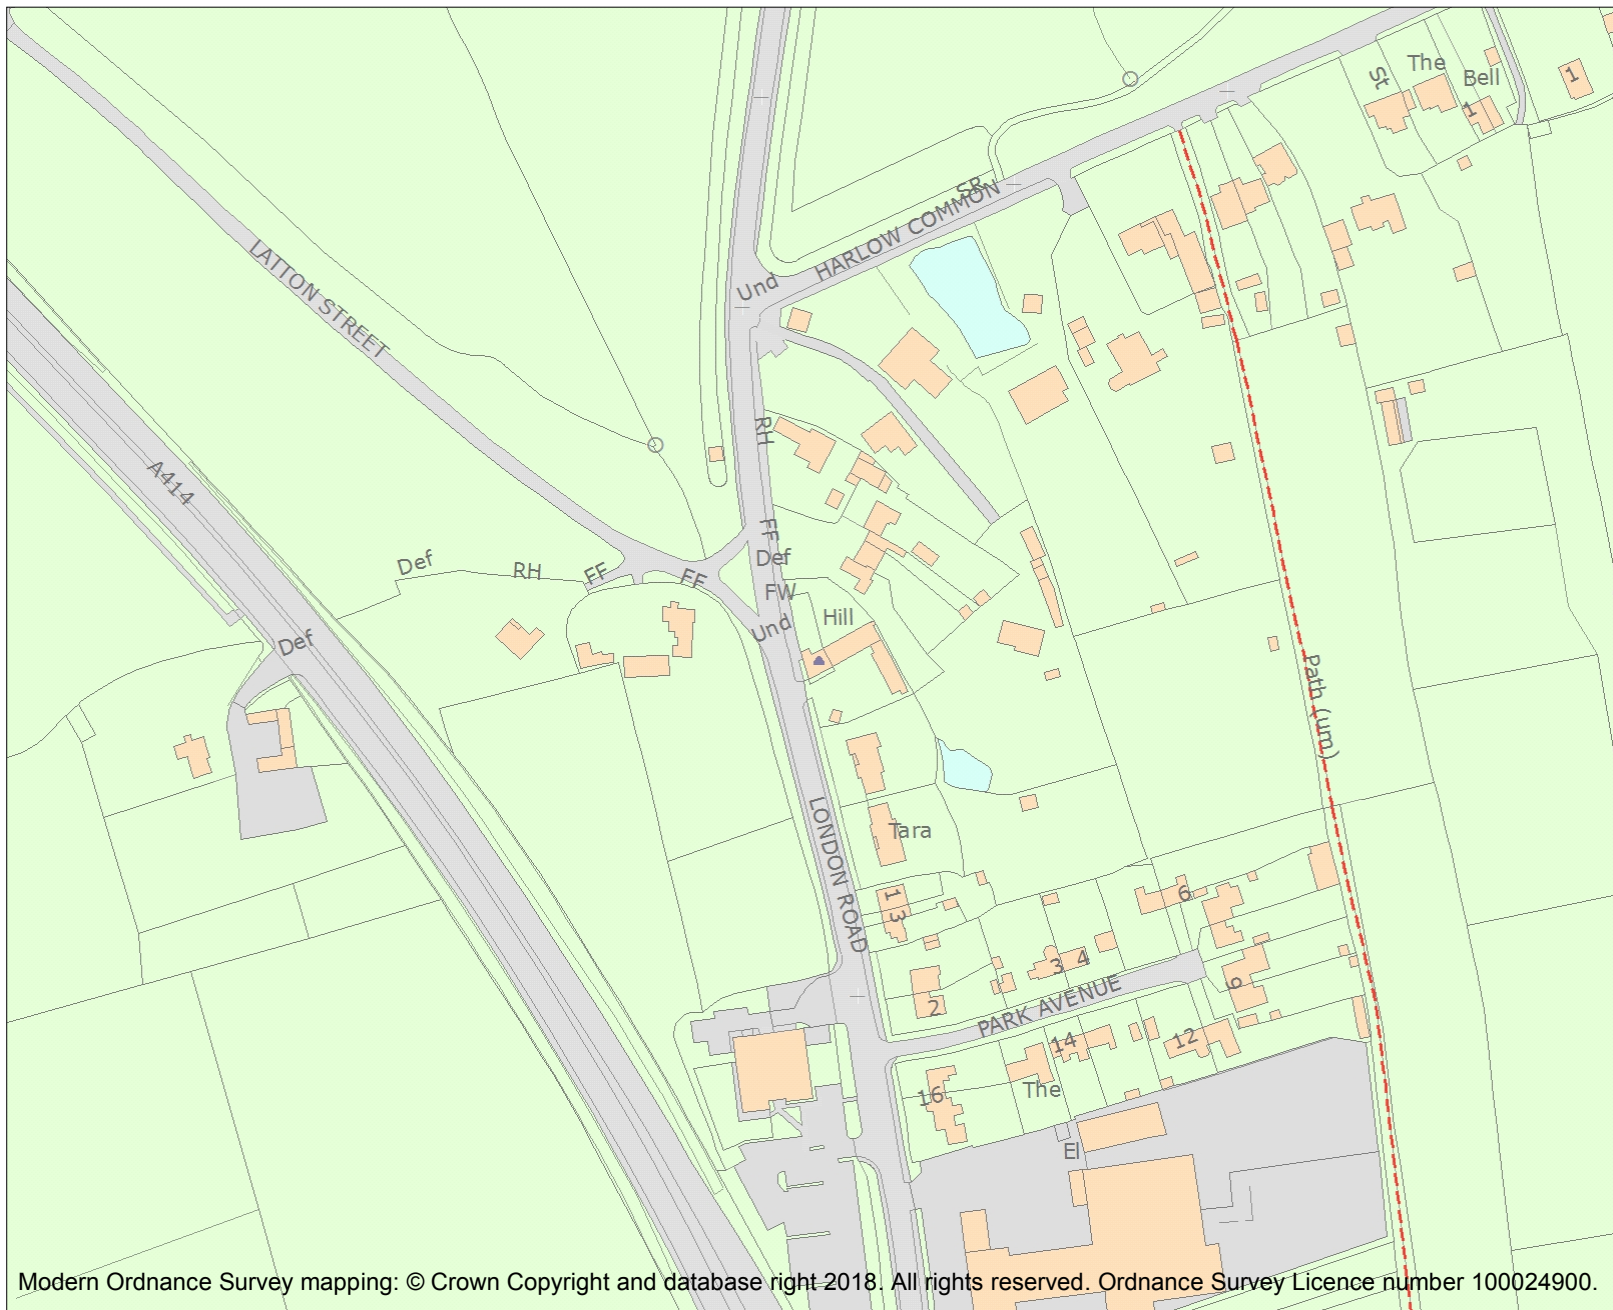 The
St
Bell
1
1
SR
HARLOW COMMON
Und
LATTON STREET
RH
A414
FF
Def
Def
RH
FF
FF
FW
Hill
Und
Def
Path (um)
LONDON ROAD
Tara
1
3
6
3
4
9
2
PARK AVENUE
14
12
The
16
El
Modern Ordnance Survey mapping: © Crown Copyright and database right 2018. All rights reserved. Ordnance Survey Licence number 100024900.